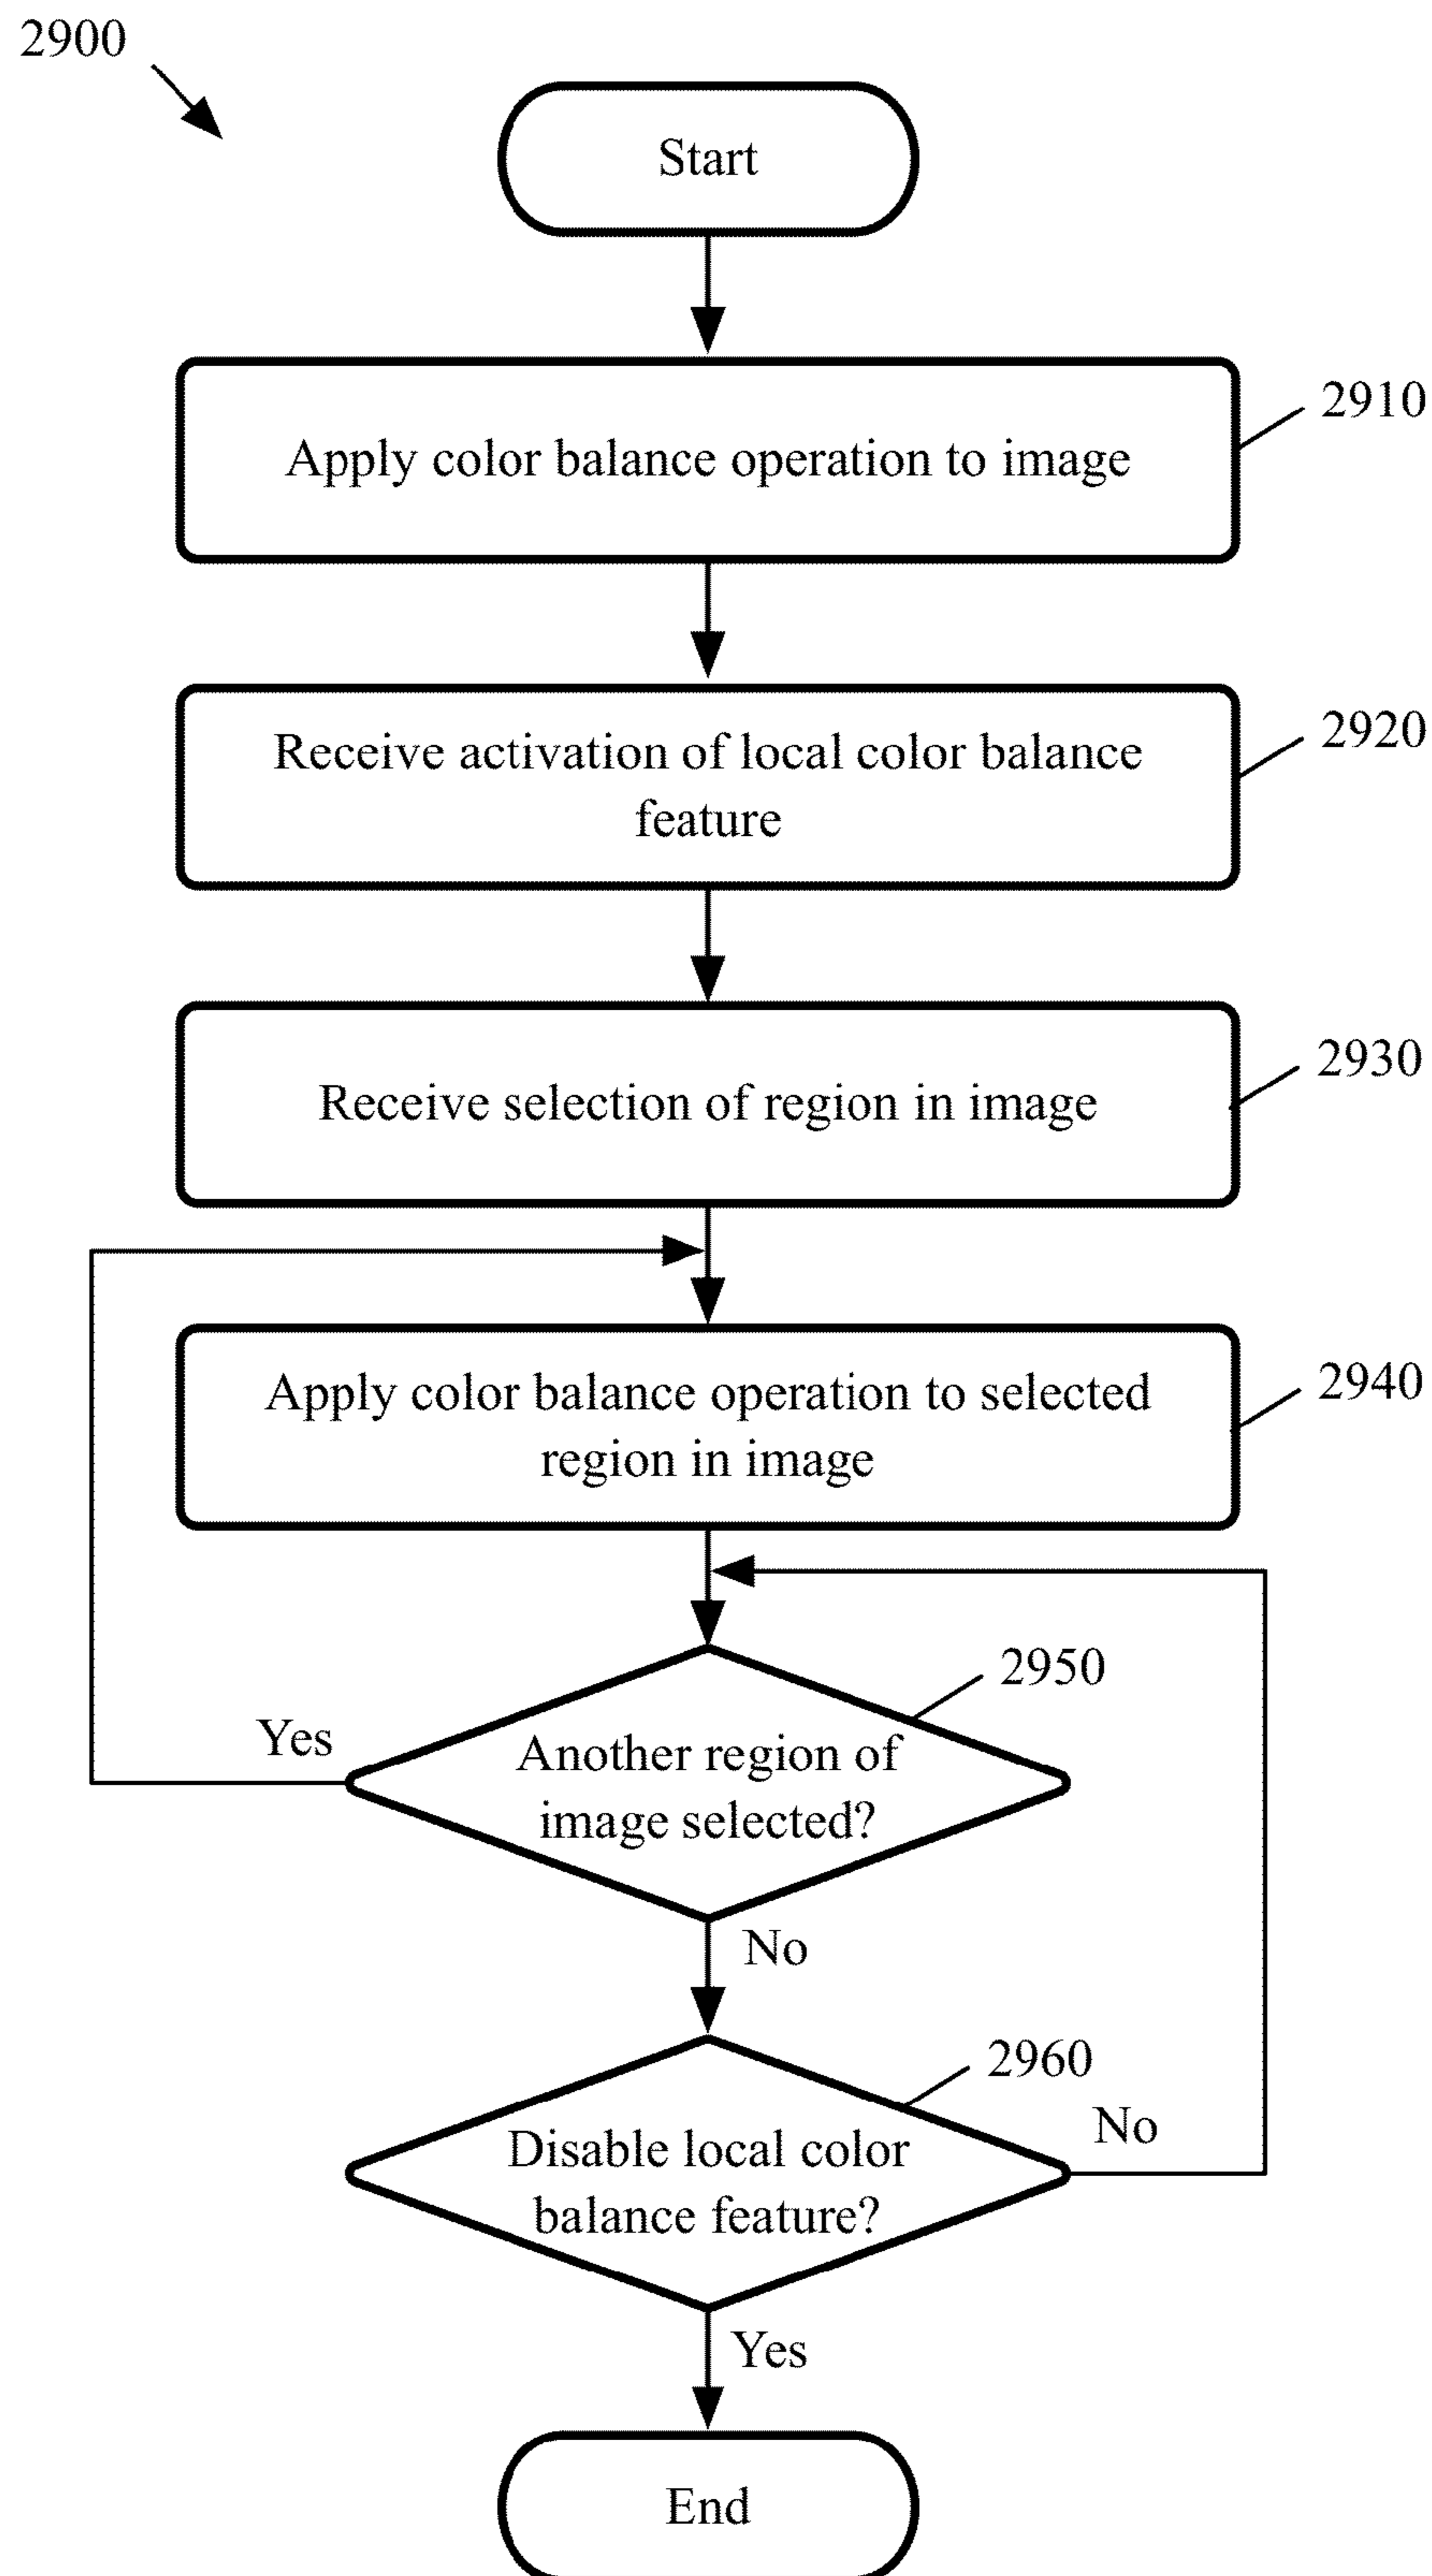 2900
Start
Apply color balance operation to image
2910
Receive activation of local color balance
feature
2920
Receive selection of region in image
2930
Apply color balance operation to selected
region in image
2940
2950
Another region of
image selected?
Yes
No
2960
Disable local color
balance feature?
No
Yes
End